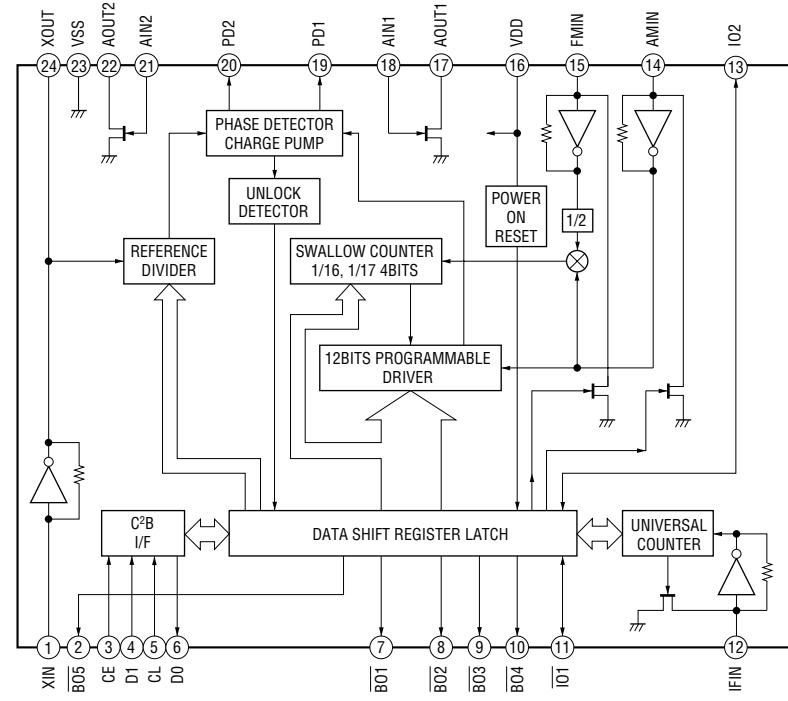 XOUT
VSS
AOUT2
AIN2
PD2
PD1
AIN1
AOUT1
VDD
FMIN
AMIN
IO2
24
23
22
21
20
19
18
17
16
15
14
13
PHASE DETECTOR
CHARGE PUMP
UNLOCK
DETECTOR
POWER
ON
RESET
1/2
REFERENCE
DIVIDER
SWALLOW COUNTER
1/16, 1/17 4BITS
12BITS PROGRAMMABLE
DRIVER
C²B
I/F
DATA SHIFT REGISTER LATCH
UNIVERSAL
COUNTER
1
2
3
4
5
6
7
8
9
10
11
12
XIN
BO5
CE
D1
CL
D0
BO1
BO2
BO3
BO4
IO1
IFIN